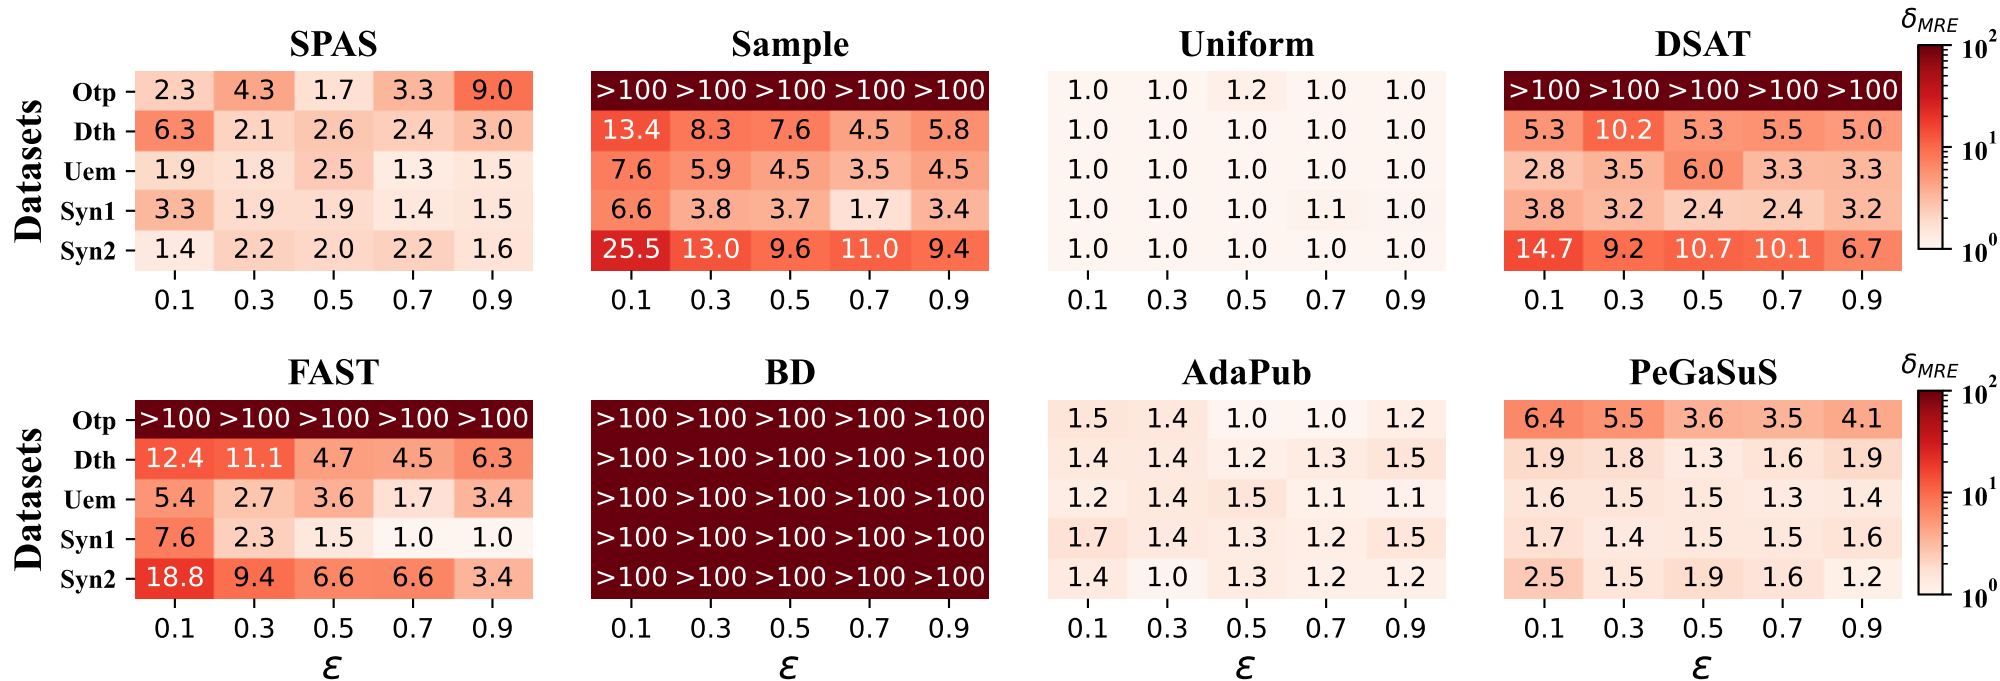 SPAS Sample Uniform DSAT δMRE
Datasets
Otp 2.3 4.3 1.7 3.3 9.0 >100 >100 >100 >100 >100 1.0 1.0 1.2 1.0 1.0 >100 >100 >100 >100 >100 10²
Dth 6.3 2.1 2.6 2.4 3.0 13.4 8.3 7.6 4.5 5.8 1.0 1.0 1.0 1.0 1.0 5.3 10.2 5.3 5.5 5.0 10¹
Uem 1.9 1.8 2.5 1.3 1.5 7.6 5.9 4.5 3.5 4.5 1.0 1.0 1.0 1.0 1.0 2.8 3.5 6.0 3.3 3.3
Syn1 3.3 1.9 1.9 1.4 1.5 6.6 3.8 3.7 1.7 3.4 1.0 1.0 1.0 1.1 1.0 3.8 3.2 2.4 2.4 3.2
Syn2 1.4 2.2 2.0 2.2 1.6 25.5 13.0 9.6 11.0 9.4 1.0 1.0 1.0 1.0 1.0 14.7 9.2 10.7 10.1 6.7 10⁰
0.1 0.3 0.5 0.7 0.9 0.1 0.3 0.5 0.7 0.9 0.1 0.3 0.5 0.7 0.9 0.1 0.3 0.5 0.7 0.9
FAST BD AdaPub PeGaSuS δMRE
Datasets
Otp >100 >100 >100 >100 >100 >100 >100 >100 >100 >100 1.5 1.4 1.0 1.0 1.2 6.4 5.5 3.6 3.5 4.1 10²
Dth 12.4 11.1 4.7 4.5 6.3 >100 >100 >100 >100 >100 1.4 1.4 1.2 1.3 1.5 1.9 1.8 1.3 1.6 1.9
Uem 5.4 2.7 3.6 1.7 3.4 >100 >100 >100 >100 >100 1.2 1.4 1.5 1.1 1.1 1.6 1.5 1.5 1.3 1.4 10¹
Syn1 7.6 2.3 1.5 1.0 1.0 >100 >100 >100 >100 >100 1.7 1.4 1.3 1.2 1.5 1.7 1.4 1.5 1.5 1.6
Syn2 18.8 9.4 6.6 6.6 3.4 >100 >100 >100 >100 >100 1.4 1.0 1.3 1.2 1.2 2.5 1.5 1.9 1.6 1.2 10⁰
0.1 0.3 0.5 0.7 0.9 0.1 0.3 0.5 0.7 0.9 0.1 0.3 0.5 0.7 0.9 0.1 0.3 0.5 0.7 0.9
ε ε ε ε